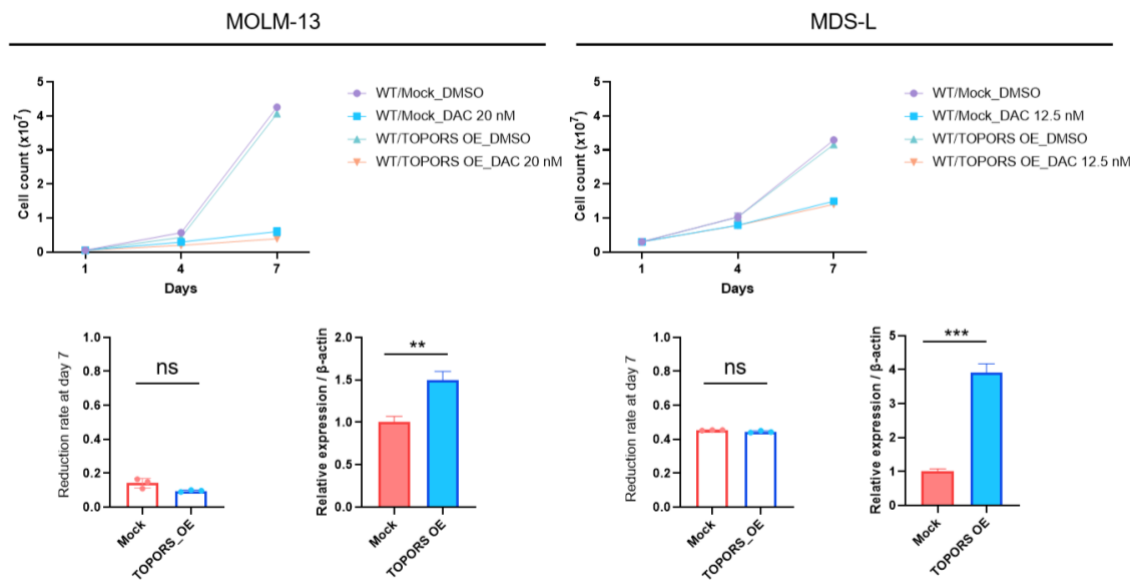 MOLM-13
Cell count (x10⁷)
5
4
3
2
1
0
1
4
7
Days
WT/Mock_DMSO
WT/Mock_DAC 20 nM
WT/TOPORS OE_DMSO
WT/TOPORS OE_DAC 20 nM
Reduction rate at day 7
1.0
0.8
0.6
0.4
0.2
0.0
ns
Mock
TOPORS_OE
Relative expression / β-actin
2.0
1.5
1.0
0.5
0.0
**
Mock
TOPORS OE
MDS-L
Cell count (x10⁷)
5
4
3
2
1
0
1
4
7
Days
WT/Mock_DMSO
WT/Mock_DAC 12.5 nM
WT/TOPORS OE_DMSO
WT/TOPORS OE_DAC 12.5 nM
Reduction rate at day 7
1.0
0.8
0.6
0.4
0.2
0.0
ns
Mock
TOPORS_OE
Relative expression / β-actin
5
4
3
2
1
0
***
Mock
TOPORS OE